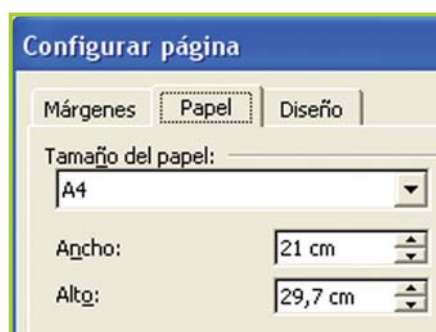 Configurar página
Márgenes Papel Diseño
Tamaño del papel:
A4
Ancho: 21 cm
Alto: 29,7 cm